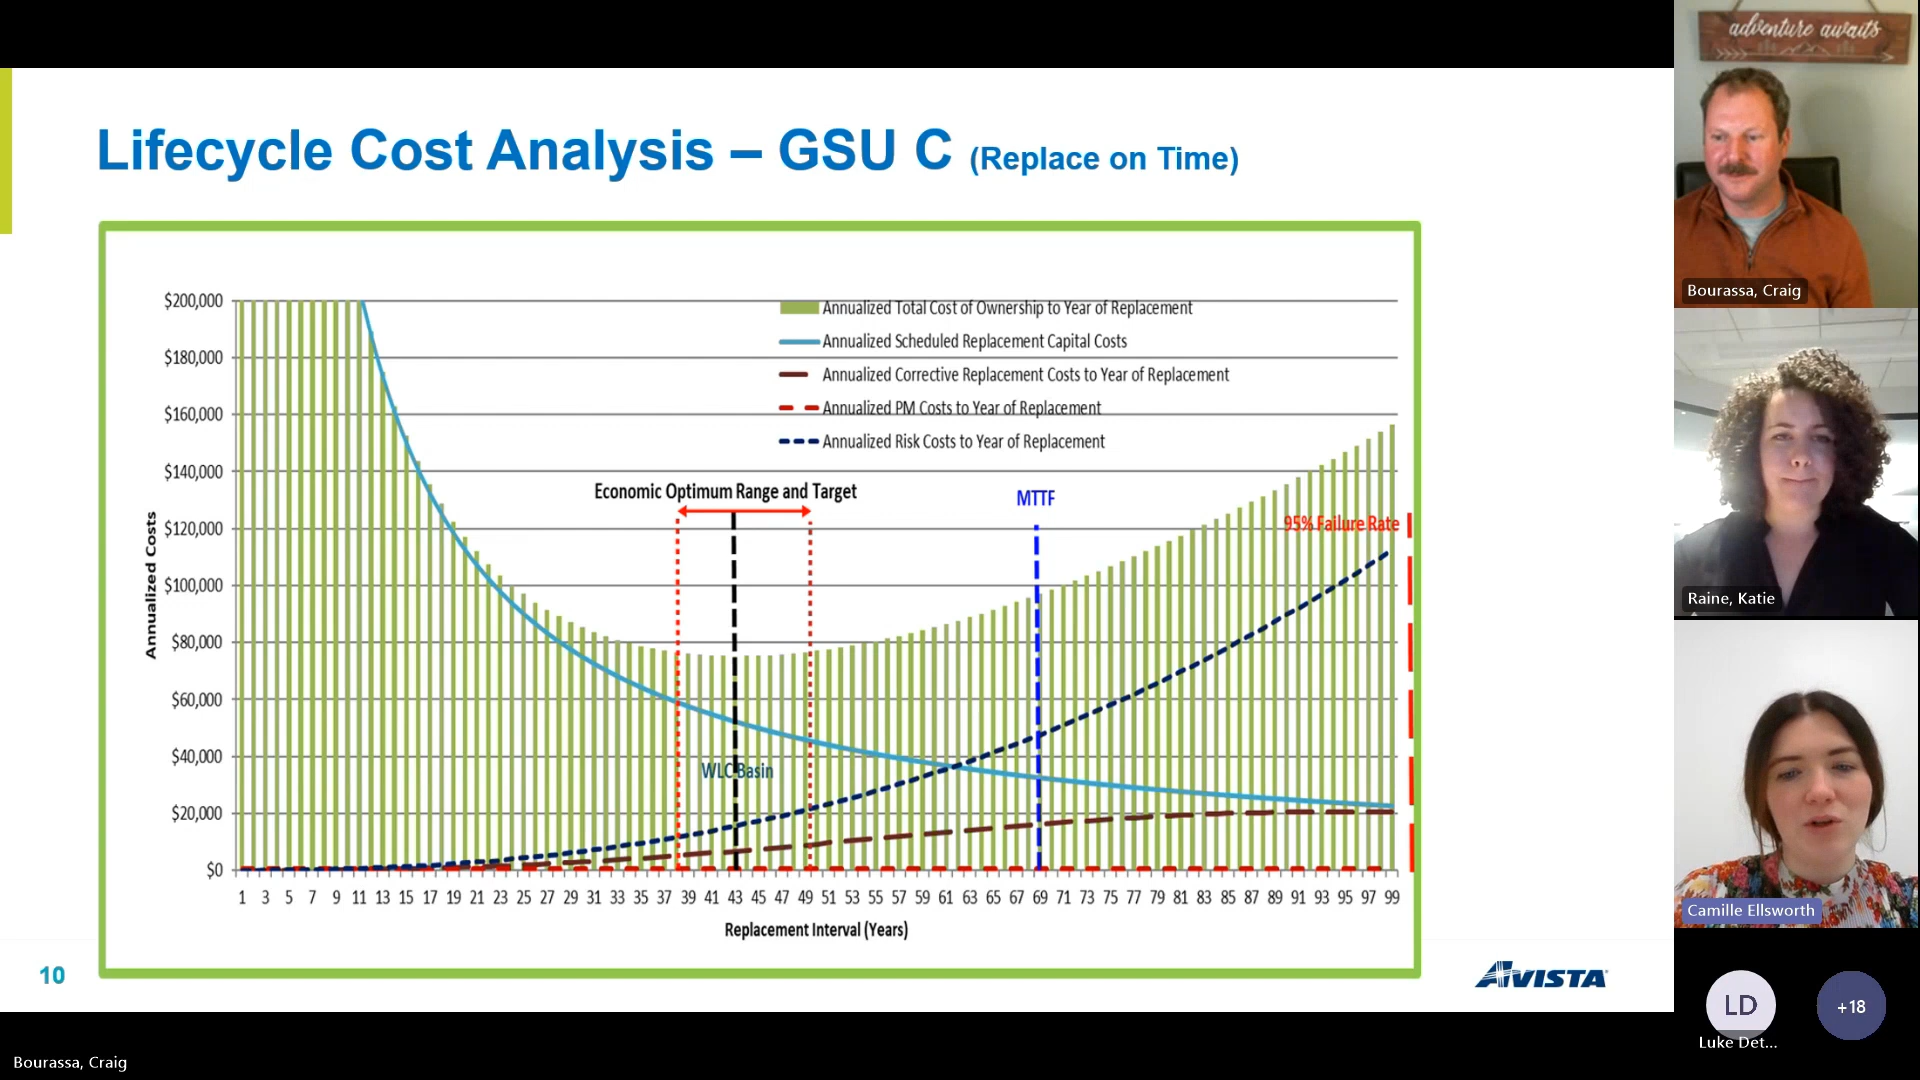 Lifecycle Cost Analysis – GSU C (Replace on Time)
$200,000
$180,000
$160,000
$140,000
$120,000
$100,000
$80,000
$60,000
$40,000
$20,000
$0
Annualized Costs
Annualized Total Cost of Ownership to Year of Replacement
Annualized Scheduled Replacement Capital Costs
Annualized Corrective Replacement Costs to Year of Replacement
Annualized PM Costs to Year of Replacement
Annualized Risk Costs to Year of Replacement
Economic Optimum Range and Target
MTTF
95% Failure Rate
WLC Basin
1 3 5 7 9 11 13 15 17 19 21 23 25 27 29 31 33 35 37 39 41 43 45 47 49 51 53 55 57 59 61 63 65 67 69 71 73 75 77 79 81 83 85 87 89 91 93 95 97 99
Replacement Interval (Years)
10
AVISTA
adventure awaits
Bourassa, Craig
Raine, Katie
Camille Ellsworth
LD
+18
Luke Det...
Bourassa, Craig